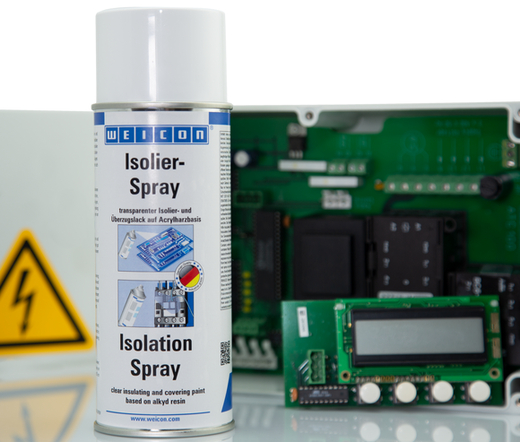 WEICON
Isolier-
Spray
transparenter Isolier- und
Überzugslack auf Acrylharzbasis
Isolation
Spray
clear insulating and covering paint
based on alkyd resin
www.weicon.com